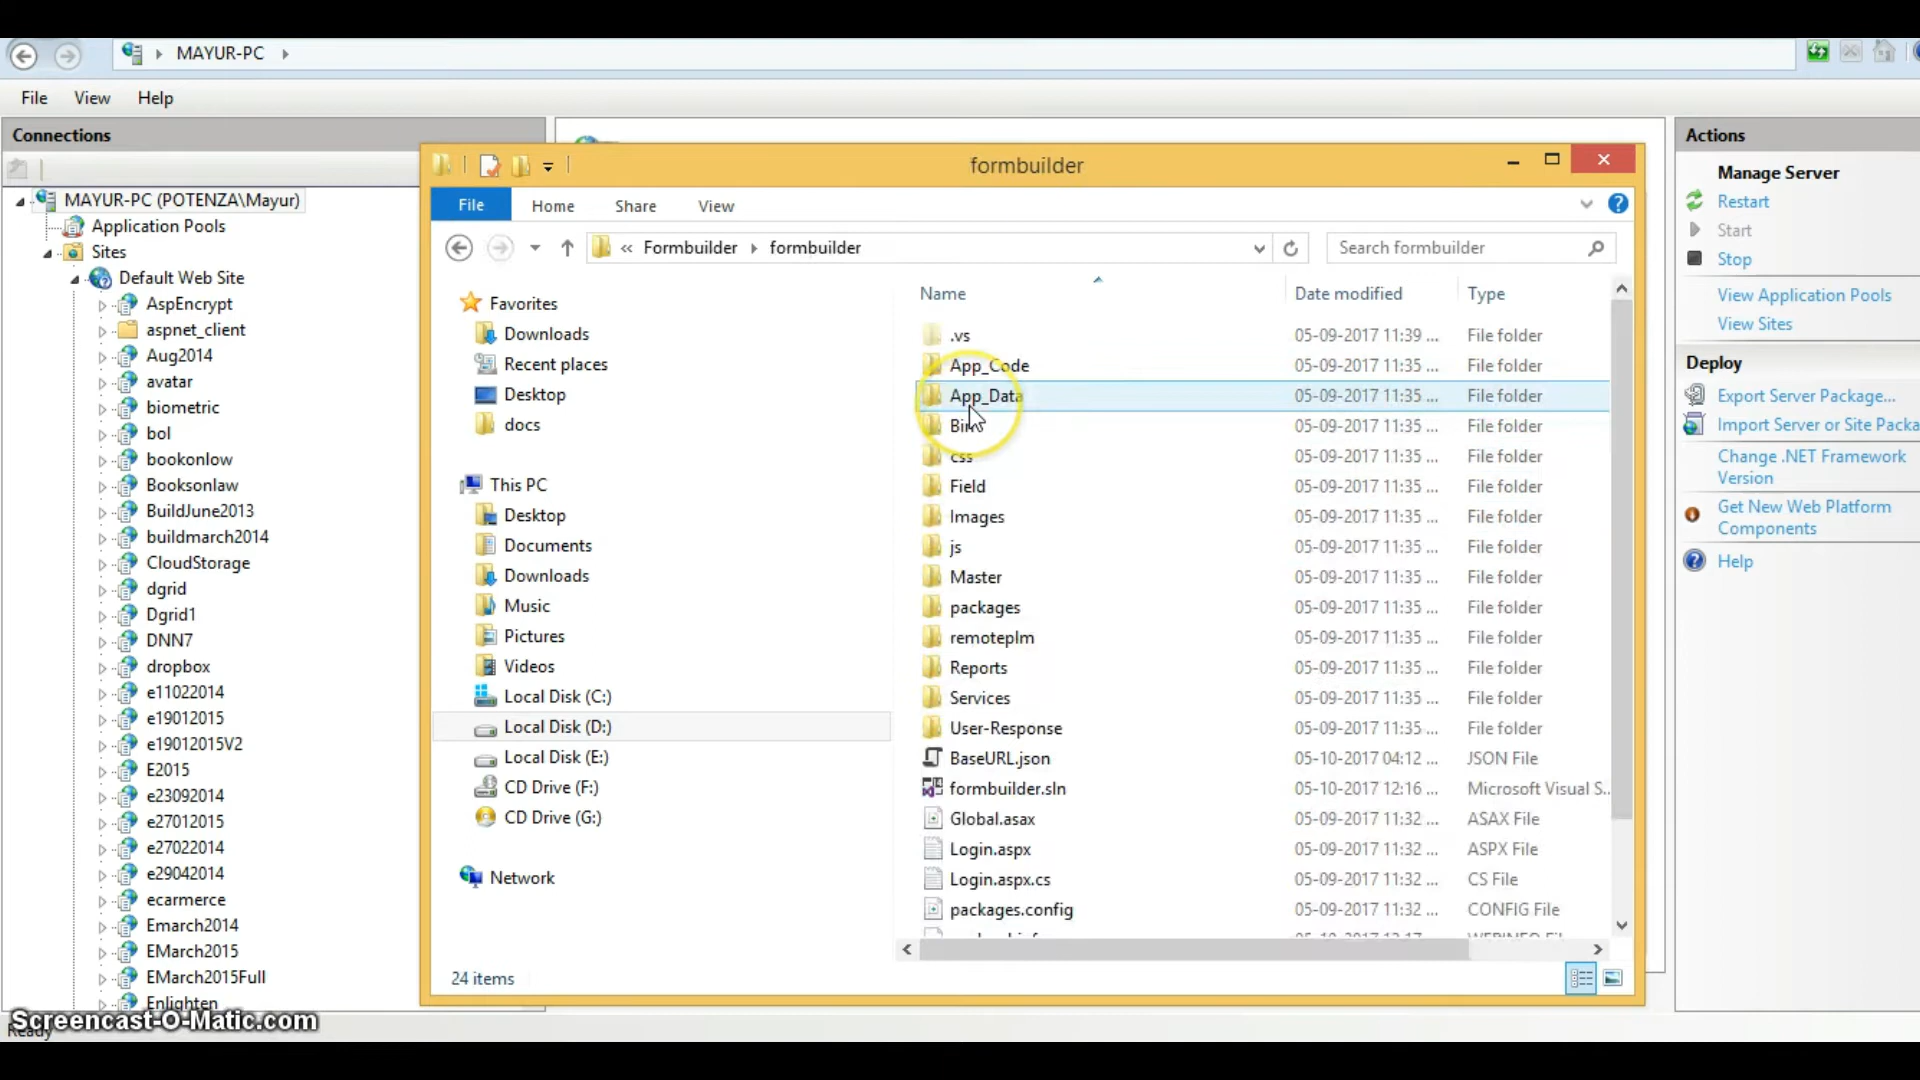 MAYUR-PC
File View Help
Connections
MAYUR-PC (POTENZA\Mayur)
Application Pools
Sites
Default Web Site
AspEncrypt
aspnet_client
Aug2014
avatar
biometric
bol
bookonlow
Booksonlaw
BuildJune2013
buildmarch2014
CloudStorage
dgrid
Dgrid1
DNN7
dropbox
e11022014
e19012015
e19012015V2
E2015
e23092014
e27012015
e27022014
e29042014
ecarmerce
Emarch2014
EMarch2015
EMarch2015Full
Enlighten
Ready
Screencast-O-Matic.com
formbuilder
File Home Share View
« Formbuilder formbuilder
Search formbuilder
Favorites
Downloads
Recent places
Desktop
docs
This PC
Desktop
Documents
Downloads
Music
Pictures
Videos
Local Disk (C:)
Local Disk (D:)
Local Disk (E:)
CD Drive (F:)
CD Drive (G:)
Network
Name Date modified Type
.vs 05-09-2017 11:39 ... File folder
App_Code 05-09-2017 11:35 ... File folder
App_Data 05-09-2017 11:35 ... File folder
Bin 05-09-2017 11:35 ... File folder
css 05-09-2017 11:35 ... File folder
Field 05-09-2017 11:35 ... File folder
Images 05-09-2017 11:35 ... File folder
js 05-09-2017 11:35 ... File folder
Master 05-09-2017 11:35 ... File folder
packages 05-09-2017 11:35 ... File folder
remoteplm 05-09-2017 11:35 ... File folder
Reports 05-09-2017 11:35 ... File folder
Services 05-09-2017 11:35 ... File folder
User-Response 05-09-2017 11:35 ... File folder
BaseURL.json 05-10-2017 04:12 ... JSON File
formbuilder.sln 05-10-2017 12:16 ... Microsoft Visual S...
Global.asax 05-09-2017 11:32 ... ASAX File
Login.aspx 05-09-2017 11:32 ... ASPX File
Login.aspx.cs 05-09-2017 11:32 ... CS File
packages.config 05-09-2017 11:32 ... CONFIG File
24 items
Actions
Manage Server
Restart
Start
Stop
View Application Pools
View Sites
Deploy
Export Server Package...
Import Server or Site Packa
Change .NET Framework
Version
Get New Web Platform
Components
Help